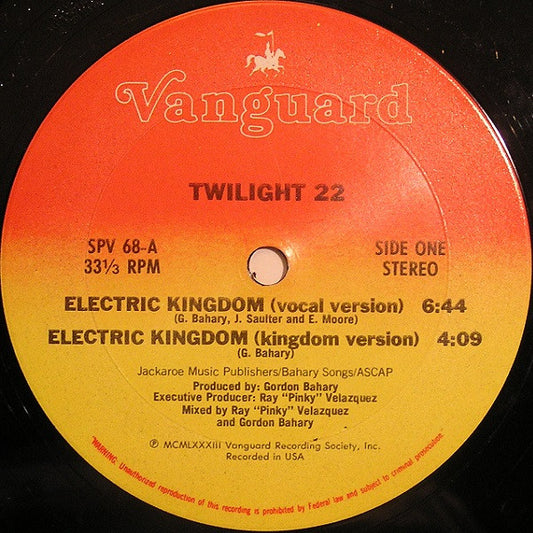 Vanguard
TWILIGHT 22
SPV 68-A
33⅓ RPM
SIDE ONE
STEREO
ELECTRIC KINGDOM (vocal version) 6:44
(G. Bahary, J. Saulter and E. Moore)
ELECTRIC KINGDOM (kingdom version) 4:09
(G. Bahary)
Jackaroe Music Publishers/Bahary Songs/ASCAP
Produced by: Gordon Bahary
Executive Producer: Ray "Pinky" Velazquez
Mixed by Ray "Pinky" Velazquez
and Gordon Bahary
℗ MCMLXXXIII Vanguard Recording Society, Inc.
Recorded in USA
"WARNING: Unauthorized reproduction of this recording is prohibited by Federal law and subject to criminal prosecution."